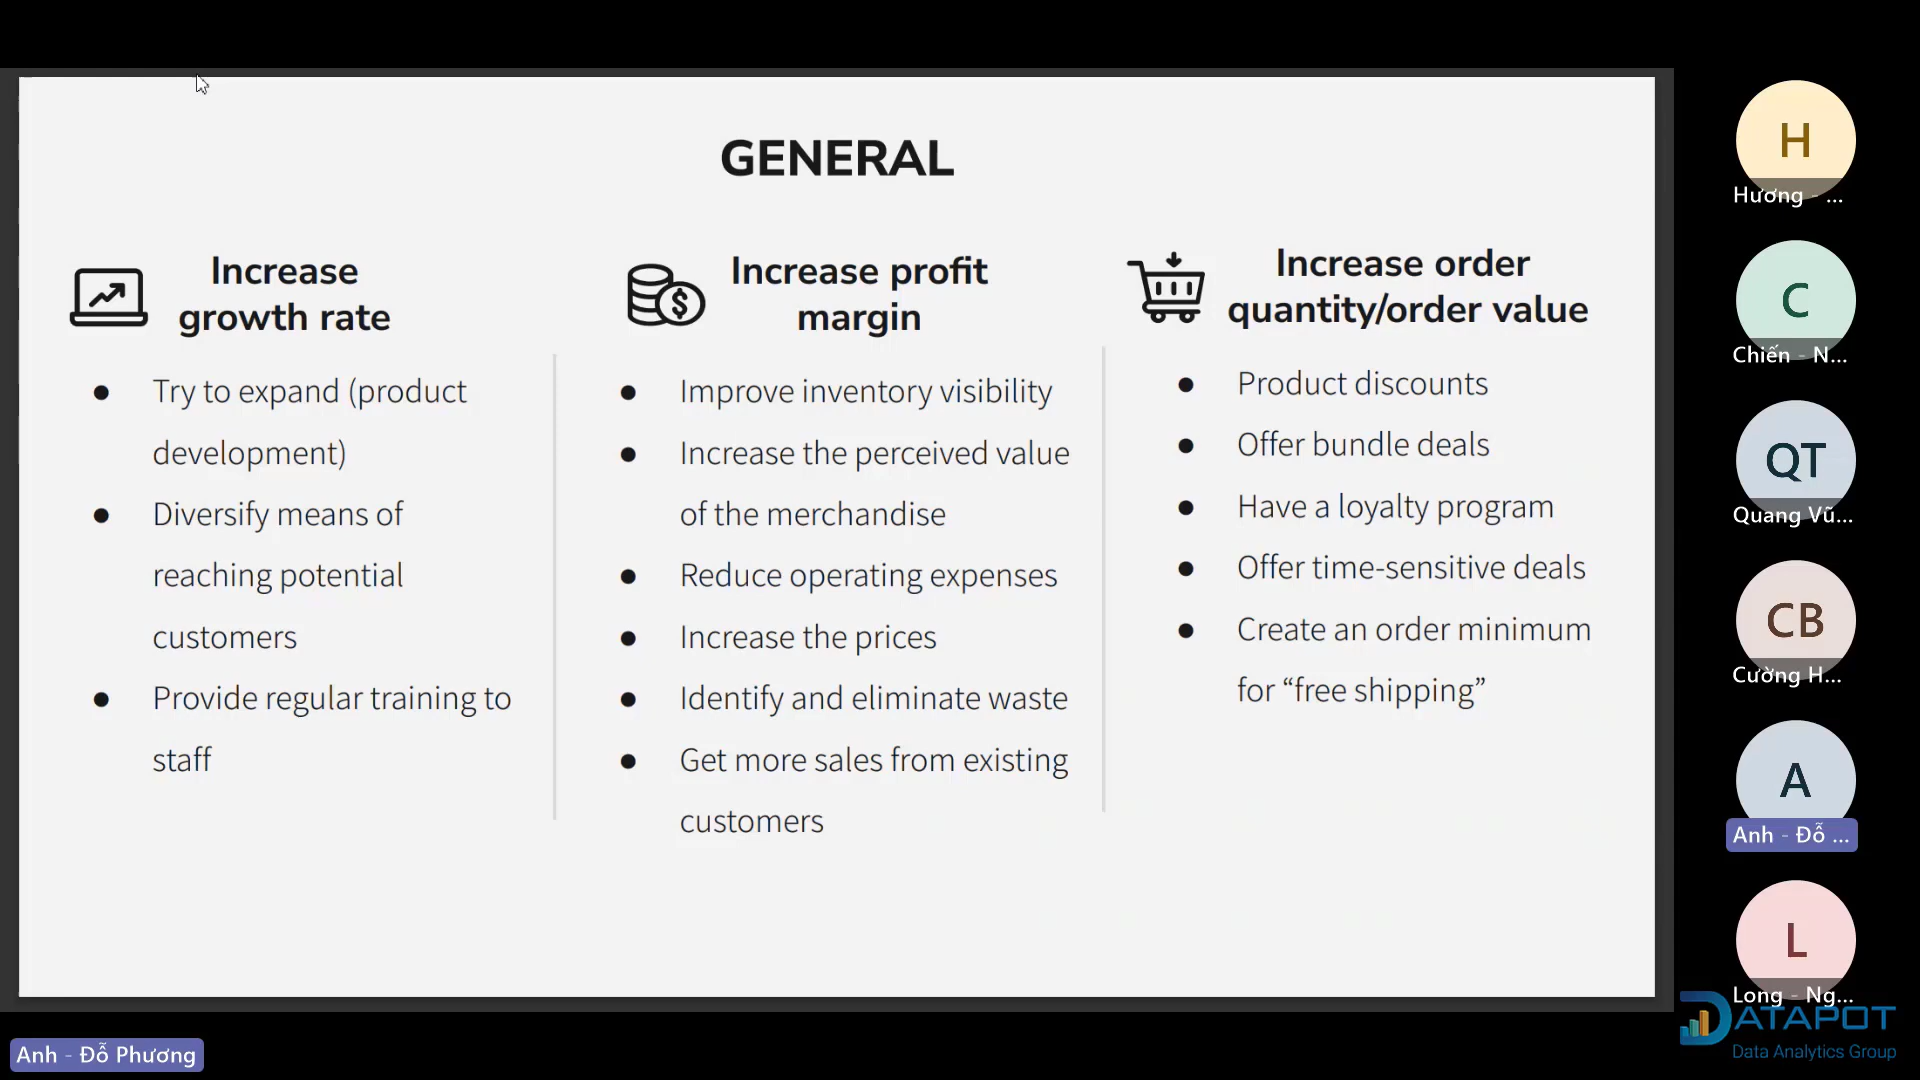 GENERAL
Increase
growth rate
Try to expand (product
development)
Diversify means of
reaching potential
customers
Provide regular training to
staff
Increase profit
margin
Improve inventory visibility
Increase the perceived value
of the merchandise
Reduce operating expenses
Increase the prices
Identify and eliminate waste
Get more sales from existing
customers
Increase order
quantity/order value
Product discounts
Offer bundle deals
Have a loyalty program
Offer time-sensitive deals
Create an order minimum
for “free shipping”
H
Hương - ...
C
Chiến - N...
QT
Quang Vũ...
CB
Cường H...
A
Anh - Đỗ ...
L
Long - Ng...
DATAPOT
Data Analytics Group
Anh - Đỗ Phương